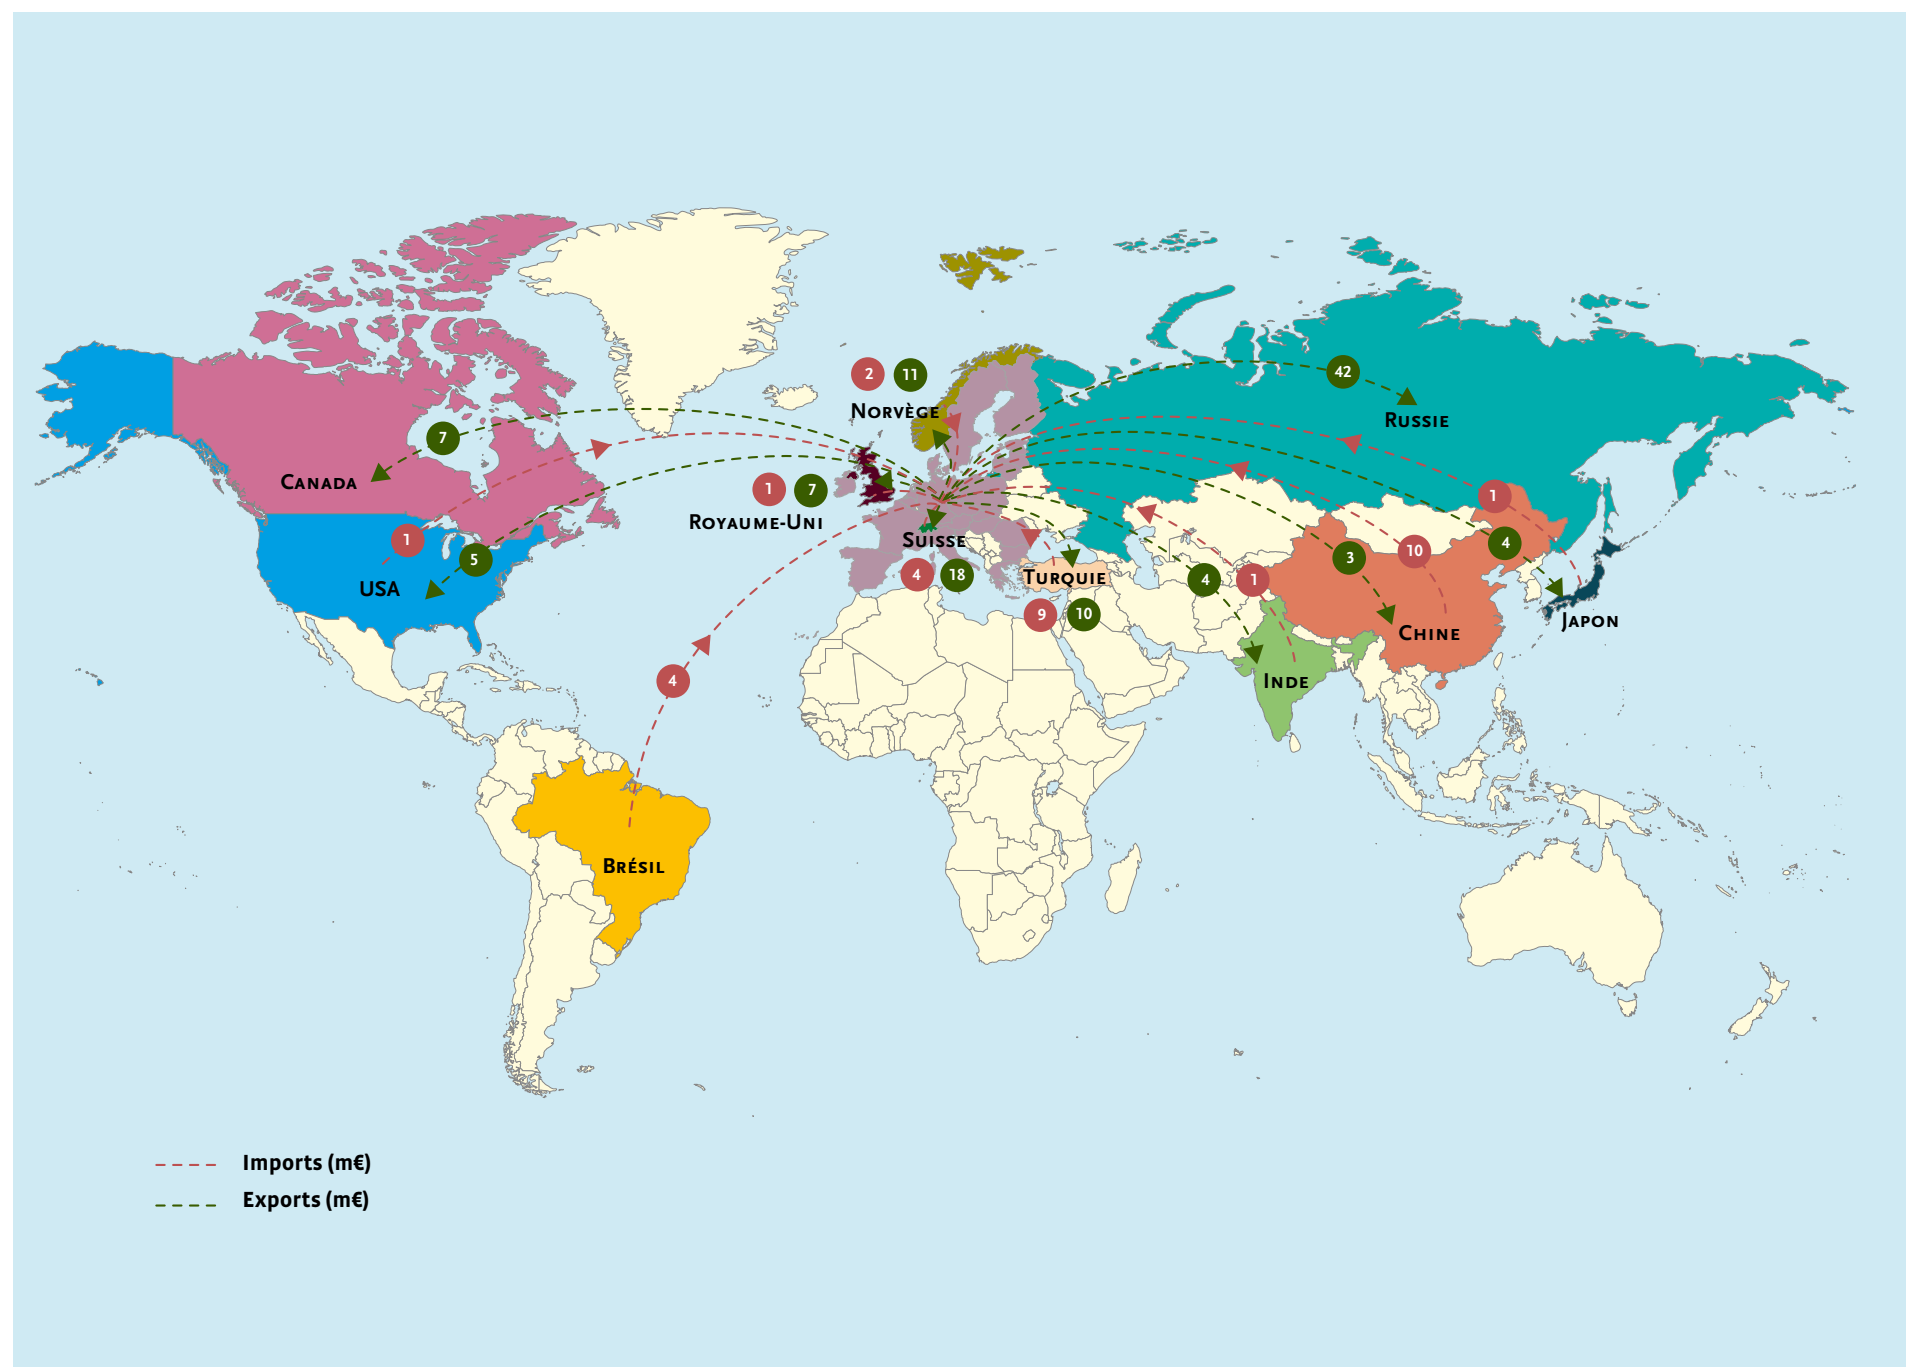 2 11
42
Norvège
Russie
7
Canada
1 7
1
Royaume-Uni
1
Suisse
4
5
3
10
USA
4 18
Turquie
4
1
9 10
Japon
Chine
4
Inde
Brésil
Imports (m€)
Exports (m€)